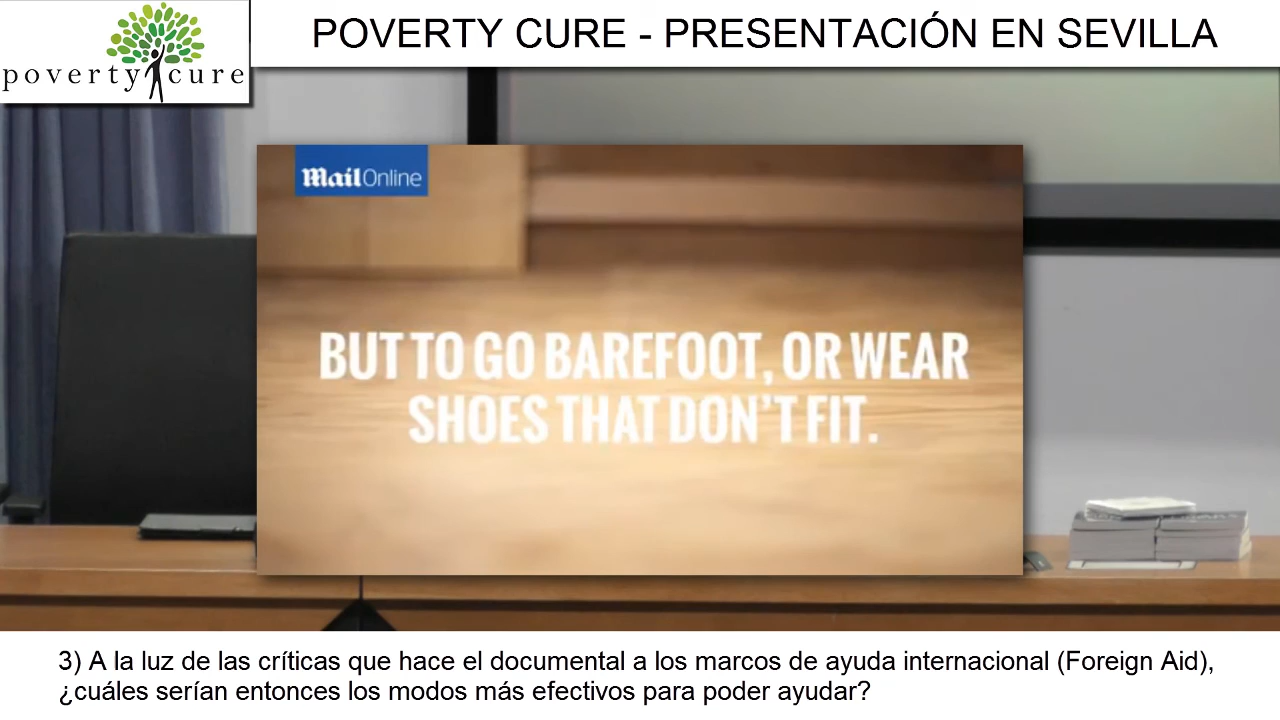 poverty cure
POVERTY CURE - PRESENTACIÓN EN SEVILLA
Mail Online
BUT TO GO BAREFOOT, OR WEAR
SHOES THAT DON'T FIT.
3) A la luz de las críticas que hace el documental a los marcos de ayuda internacional (Foreign Aid),
¿cuáles serían entonces los modos más efectivos para poder ayudar?